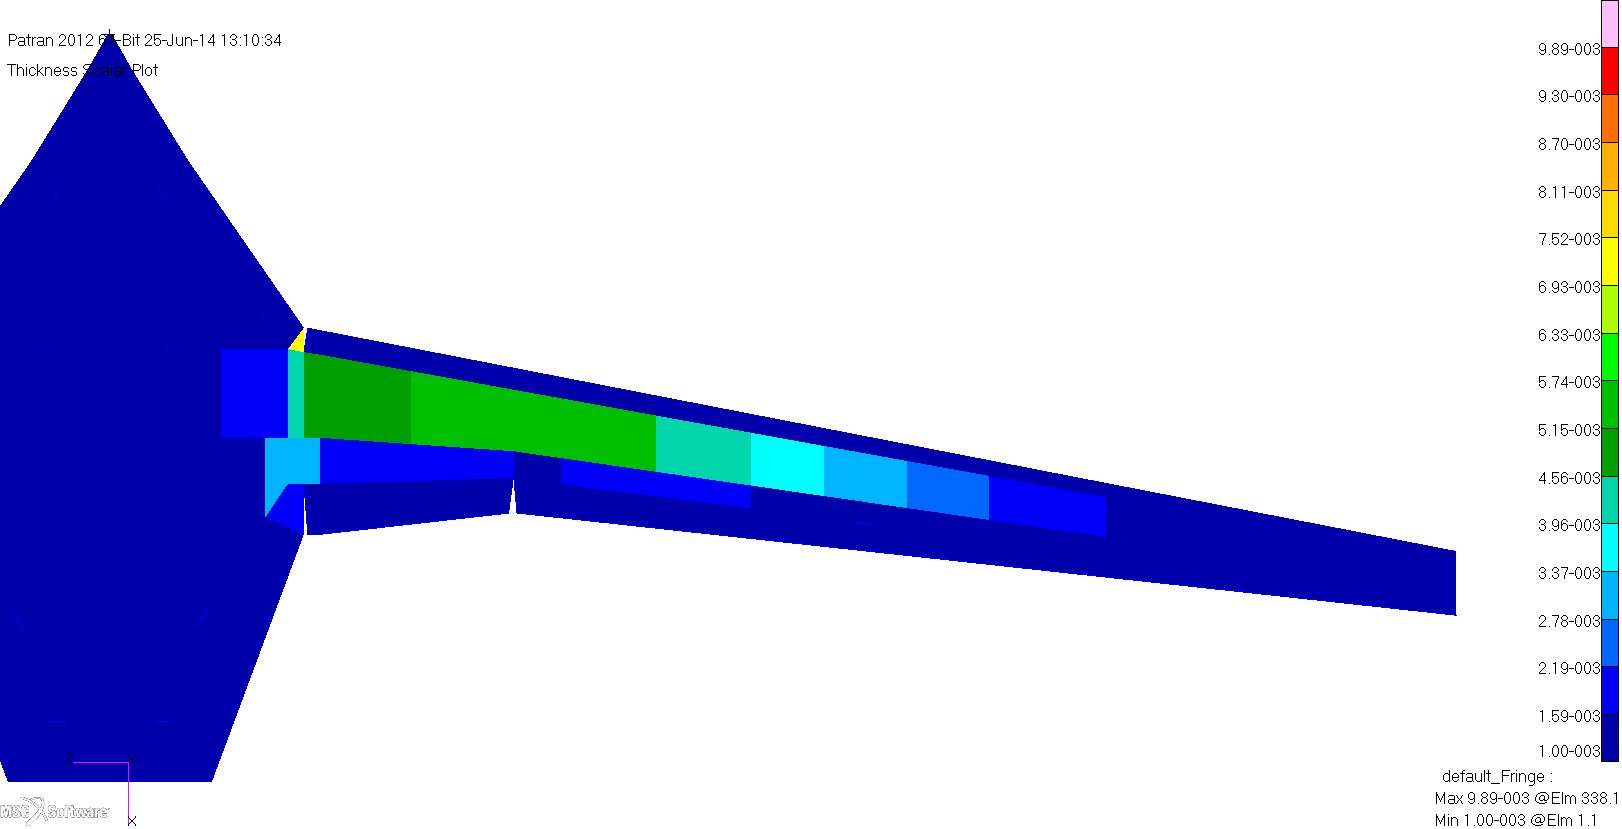 Patran 2012 64-Bit 25-Jun-14 13:10:34
Thickness Scalar Plot
9.89-003
9.30-003
8.70-003
8.11-003
7.52-003
6.93-003
6.33-003
5.74-003
5.15-003
4.56-003
3.96-003
3.37-003
2.78-003
2.19-003
1.59-003
1.00-003
Z Y
X
default_Fringe :
Max 9.89-003 @Elm 338.1
Min 1.00-003 @Elm 1.1
MSC Software